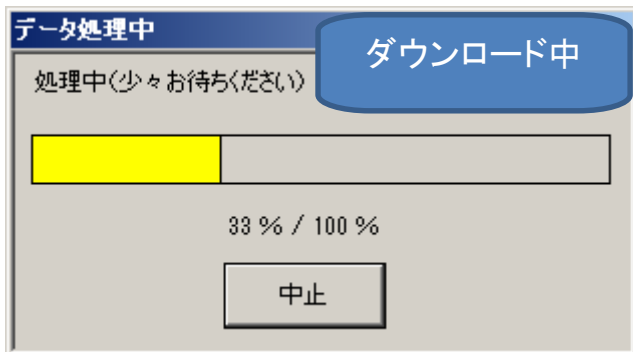 データ処理中
ダウンロード中
処理中(少々お待ちください)
33 % / 100 %
中止